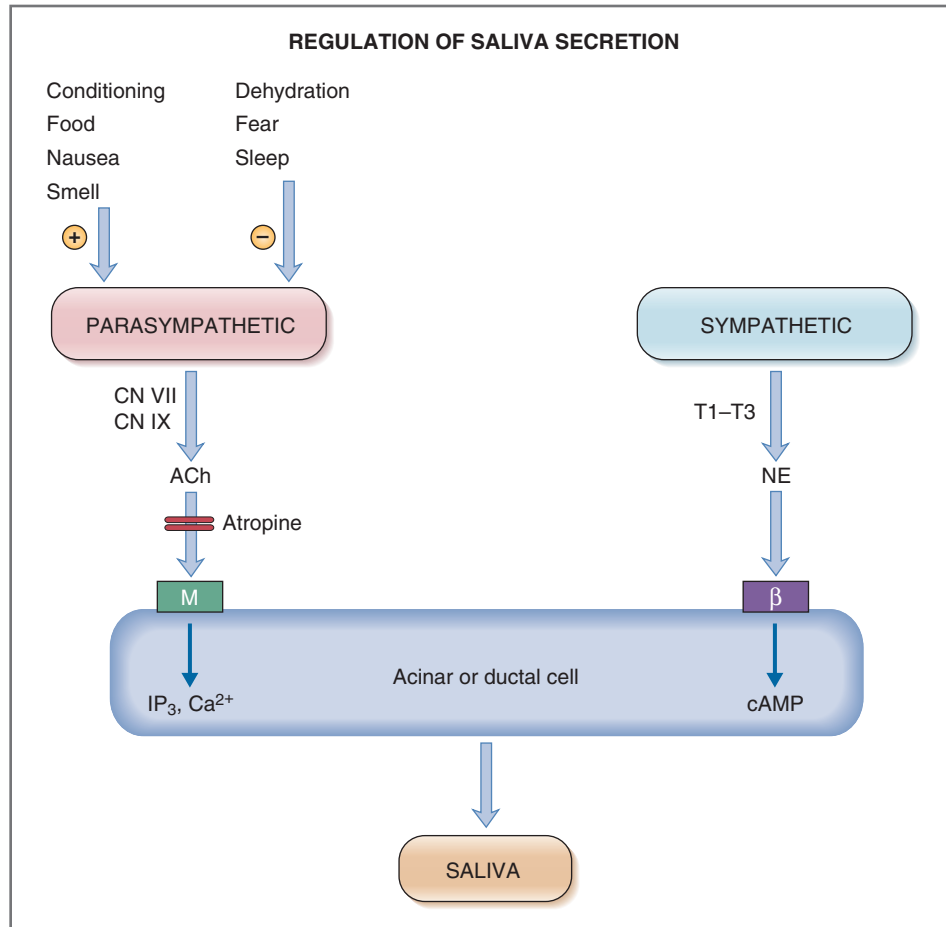 REGULATION OF SALIVA SECRETION
Conditioning
Food
Nausea
Smell
Dehydration
Fear
Sleep
+
−
PARASYMPATHETIC
SYMPATHETIC
CN VII
CN IX
T1–T3
ACh
NE
Atropine
M
β
Acinar or ductal cell
IP₃, Ca²⁺
cAMP
SALIVA